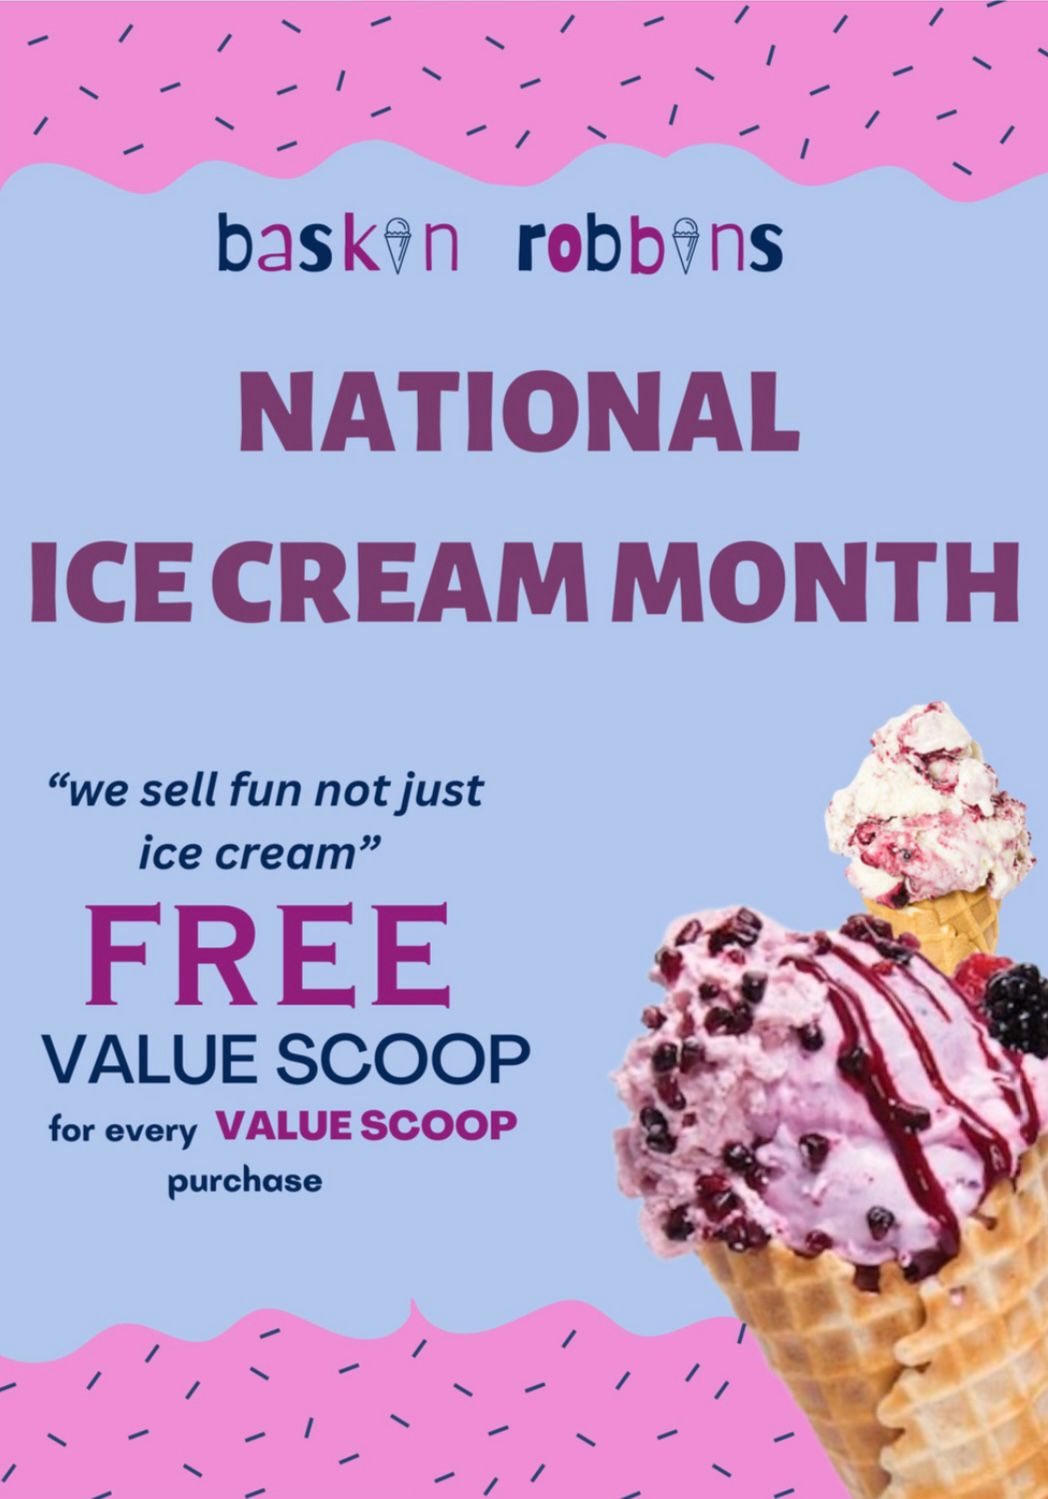 baskin robbins
NATIONAL
ICE CREAM MONTH
“we sell fun not just
ice cream”
FREE
VALUE SCOOP
for every VALUE SCOOP
purchase